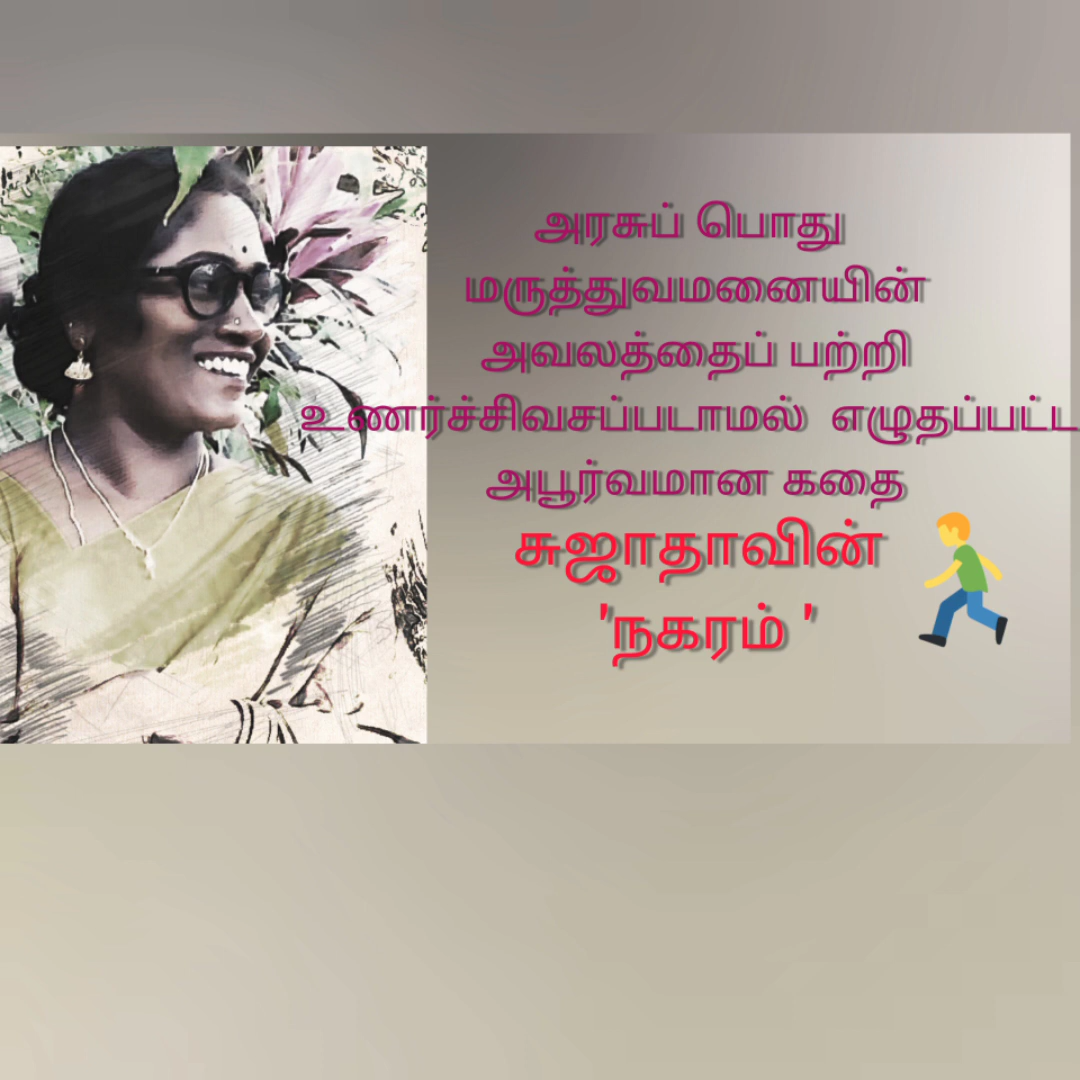 அரசுப் பொது
மருத்துவமனையின்
அவலத்தைப் பற்றி
உணர்ச்சிவசப்படாமல் எழுதப்பட்ட
அபூர்வமான கதை
சுஜாதாவின்
'நகரம் '